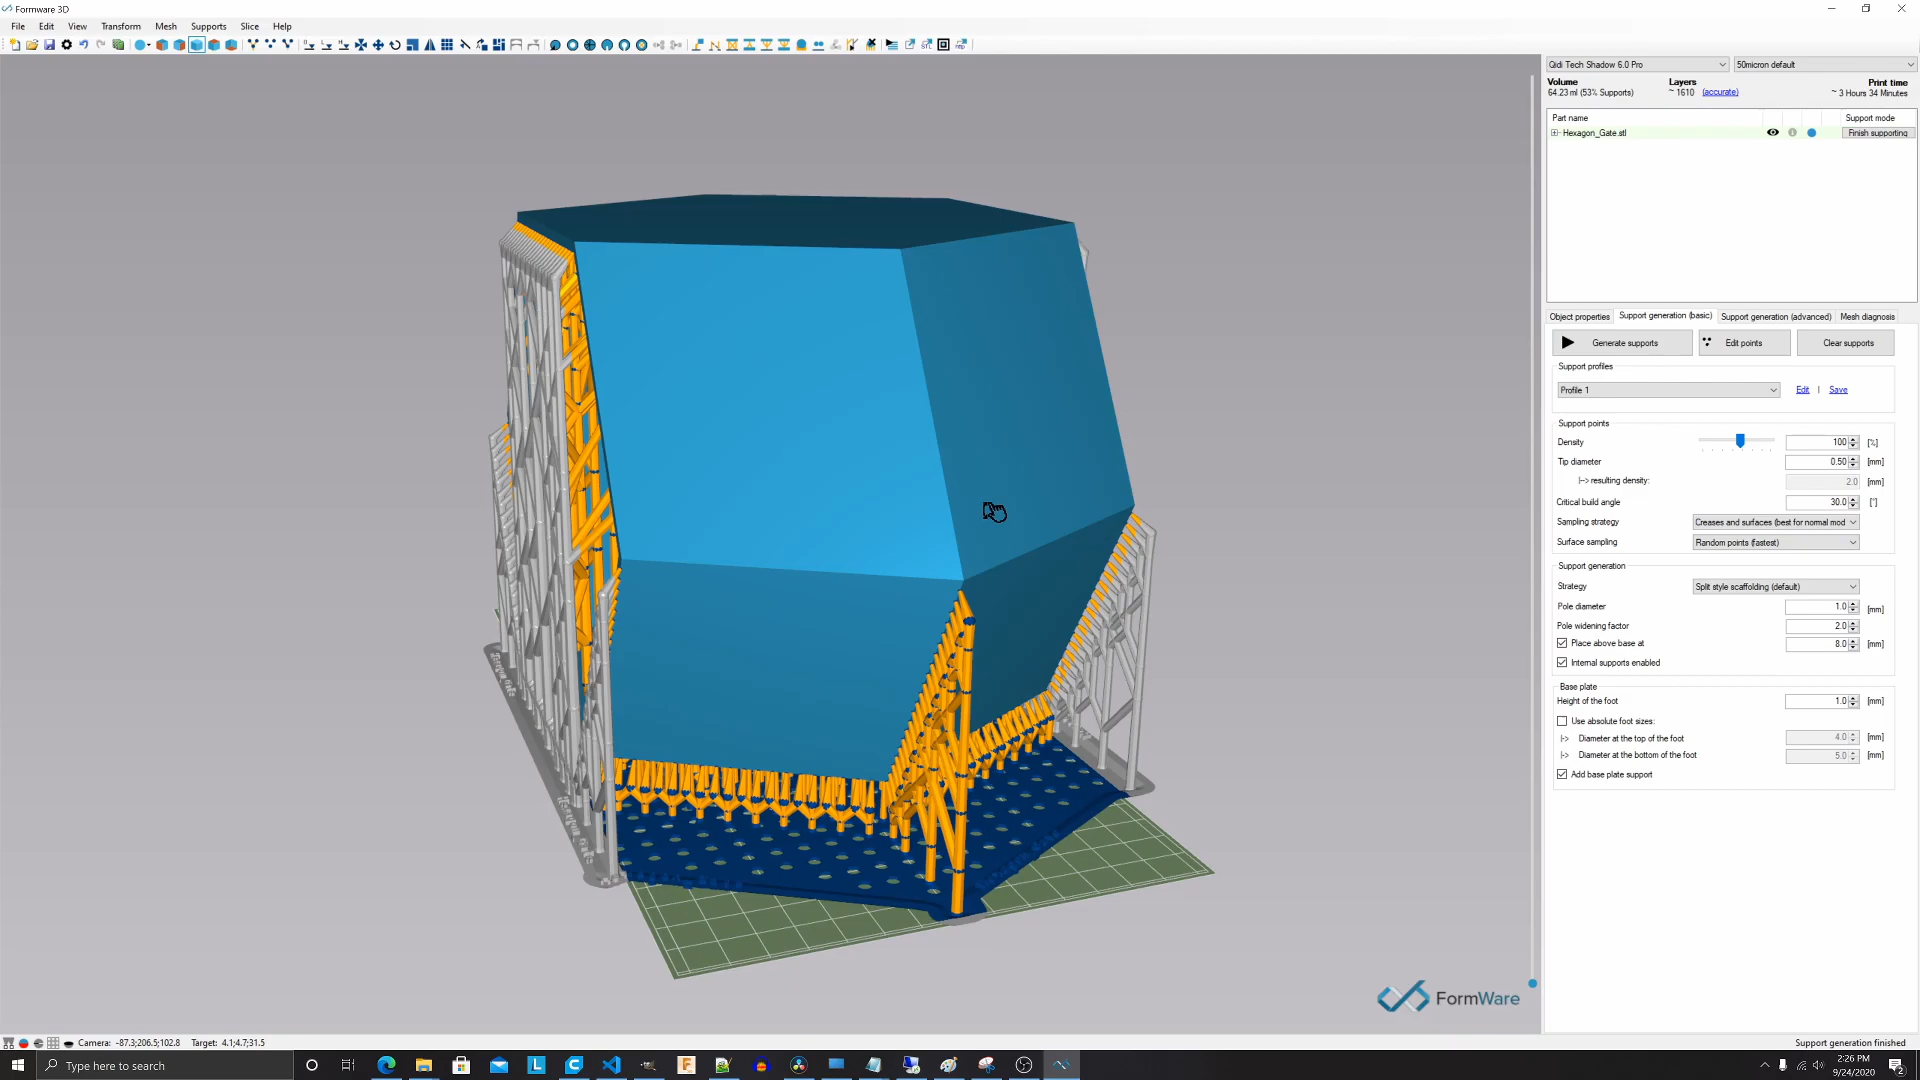 Formware 3D
File Edit View Transform Mesh Supports Slice Help
Qidi Tech Shadow 6.0 Pro
50micron default
Volume Layers Print time
64.23 ml (53% Supports) ~ 1610 (accurate) ~ 3 Hours 34 Minutes
Part name Support mode
Hexagon_Gate.stl Finish supporting
Object properties Support generation (basic) Support generation (advanced) Mesh diagnosis
Generate supports Edit points Clear supports
Support profiles
Profile 1 Edit | Save
Support points
Density 100 [%]
Tip diameter 0.50 [mm]
|--> resulting density: 2.0 [mm]
Critical build angle 30.0 [°]
Sampling strategy Creases and surfaces (best for normal mod
Surface sampling Random points (fastest)
Support generation
Strategy Split style scaffolding (default)
Pole diameter 1.0 [mm]
Pole widening factor 2.0
Place above base at 8.0 [mm]
Internal supports enabled
Base plate
Height of the foot 1.0 [mm]
Use absolute foot sizes:
|-> Diameter at the top of the foot 4.0 [mm]
|-> Diameter at the bottom of the foot 5.0 [mm]
Add base plate support
FormWare
Camera: -87.3;206.5;102.8 Target: 4.1;4.7;31.5
Support generation finished
Type here to search
2:26 PM
9/24/2020